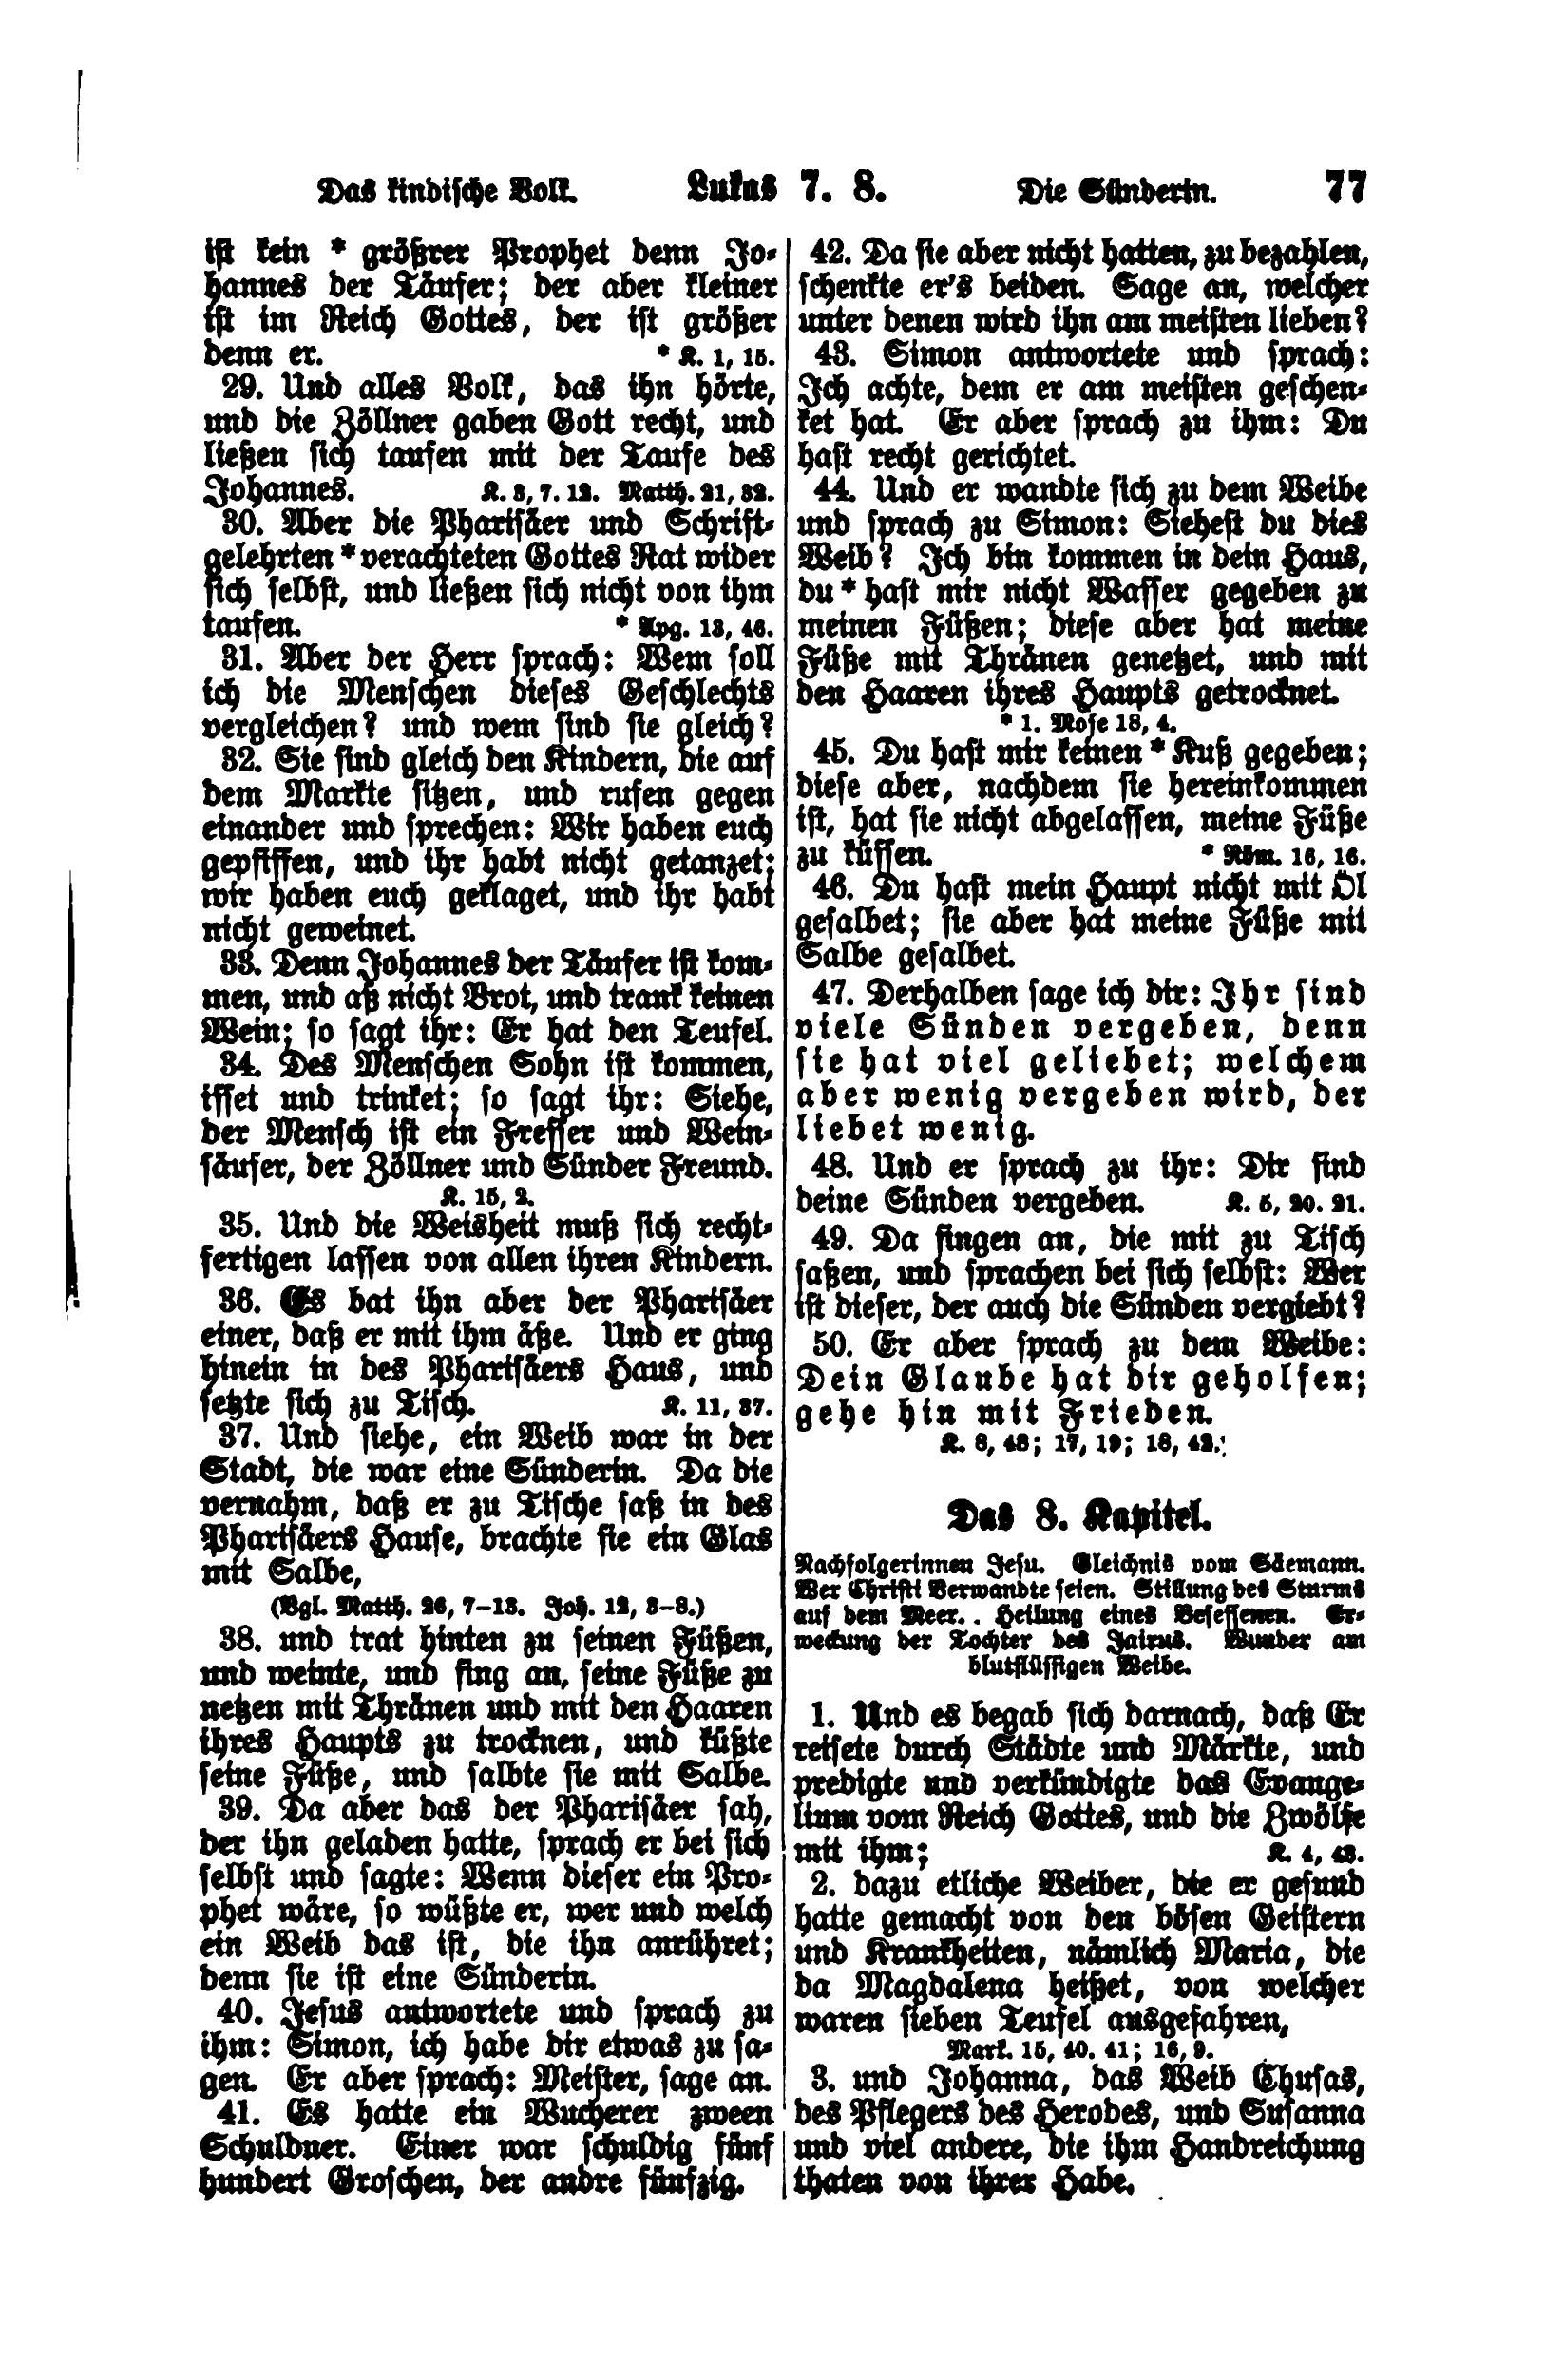 Das kindische Volk. Lukas 7. 8. Die Sünderin. 77
ist kein * größrer Prophet denn Jo-
hannes der Täufer; der aber kleiner
ist im Reich Gottes, der ist größer
denn er. * K. 1, 15.
29. Und alles Volk, das ihn hörte,
und die Zöllner gaben Gott recht, und
ließen sich taufen mit der Taufe des
Johannes. K. 3, 7. 12. Matth. 21, 32.
30. Aber die Pharisäer und Schrift-
gelehrten * verachteten Gottes Rat wider
sich selbst, und ließen sich nicht von ihm
taufen. * Apg. 13, 46.
31. Aber der Herr sprach: Wem soll
ich die Menschen dieses Geschlechts
vergleichen? und wem sind sie gleich?
32. Sie sind gleich den Kindern, die auf
dem Markte sitzen, und rufen gegen
einander und sprechen: Wir haben euch
gepfiffen, und ihr habt nicht getanzet;
wir haben euch geklaget, und ihr habt
nicht geweinet.
33. Denn Johannes der Täufer ist kom-
men, und aß nicht Brot, und trank keinen
Wein; so sagt ihr: Er hat den Teufel.
34. Des Menschen Sohn ist kommen,
isset und trinket; so sagt ihr: Siehe,
der Mensch ist ein Fresser und Wein-
säufer, der Zöllner und Sünder Freund.
K. 15, 2.
35. Und die Weisheit muß sich recht-
fertigen lassen von allen ihren Kindern.
36. Es bat ihn aber der Pharisäer
einer, daß er mit ihm äße. Und er ging
hinein in des Pharisäers Haus, und
setzte sich zu Tisch. K. 11, 37.
37. Und siehe, ein Weib war in der
Stadt, die war eine Sünderin. Da die
vernahm, daß er zu Tische saß in des
Pharisäers Hause, brachte sie ein Glas
mit Salbe,
(Vgl. Matth. 26, 7–13. Joh. 12, 3–8.)
38. und trat hinten zu seinen Füßen,
und weinte, und fing an, seine Füße zu
netzen mit Thränen und mit den Haaren
ihres Haupts zu trocknen, und küßte
seine Füße, und salbte sie mit Salbe.
39. Da aber das der Pharisäer sah,
der ihn geladen hatte, sprach er bei sich
selbst und sagte: Wenn dieser ein Pro-
phet wäre, so wüßte er, wer und welch
ein Weib das ist, die ihn anrühret;
denn sie ist eine Sünderin.
40. Jesus antwortete und sprach zu
ihm: Simon, ich habe dir etwas zu sa-
gen. Er aber sprach: Meister, sage an.
41. Es hatte ein Wucherer zween
Schuldner. Einer war schuldig fünf
hundert Groschen, der andre fünfzig.
42. Da sie aber nicht hatten, zu bezahlen,
schenkte er's beiden. Sage an, welcher
unter denen wird ihn am meisten lieben?
43. Simon antwortete und sprach:
Ich achte, dem er am meisten geschen-
ket hat. Er aber sprach zu ihm: Du
hast recht gerichtet.
44. Und er wandte sich zu dem Weibe
und sprach zu Simon: Siehest du dies
Weib? Ich bin kommen in dein Haus,
du * hast mir nicht Wasser gegeben zu
meinen Füßen; diese aber hat meine
Füße mit Thränen genetzet, und mit
den Haaren ihres Haupts getrocknet.
* 1. Mose 18, 4.
45. Du hast mir keinen * Kuß gegeben;
diese aber, nachdem sie hereinkommen
ist, hat sie nicht abgelassen, meine Füße
zu küssen. * Röm. 16, 16.
46. Du hast mein Haupt nicht mit Öl
gesalbet; sie aber hat meine Füße mit
Salbe gesalbet.
47. Derhalben sage ich dir: Ihr sind
viele Sünden vergeben, denn
sie hat viel geliebet; welchem
aber wenig vergeben wird, der
liebet wenig.
48. Und er sprach zu ihr: Dir sind
deine Sünden vergeben. K. 5, 20. 21.
49. Da fingen an, die mit zu Tisch
saßen, und sprachen bei sich selbst: Wer
ist dieser, der auch die Sünden vergiebt?
50. Er aber sprach zu dem Weibe:
Dein Glaube hat dir geholfen;
gehe hin mit Frieden.
K. 8, 48; 17, 19; 18, 42.
Das 8. Kapitel.
Nachfolgerinnen Jesu. Gleichnis vom Säemann.
Wer Christi Verwandte seien. Stillung des Sturms
auf dem Meer. Heilung eines Besessenen. Er-
weckung der Tochter des Jairus. Wunder am
blutflüssigen Weibe.
1. Und es begab sich darnach, daß Er
reisete durch Städte und Märkte, und
predigte und verkündigte das Evange-
lium vom Reich Gottes, und die Zwölfe
mit ihm; K. 4, 43.
2. dazu etliche Weiber, die er gesund
hatte gemacht von den bösen Geistern
und Krankheiten, nämlich Maria, die
da Magdalena heißet, von welcher
waren sieben Teufel ausgefahren,
Mark. 15, 40. 41; 16, 9.
3. und Johanna, das Weib Chusas,
des Pflegers des Herodes, und Susanna
und viel andere, die ihm Handreichung
thaten von ihrer Habe.